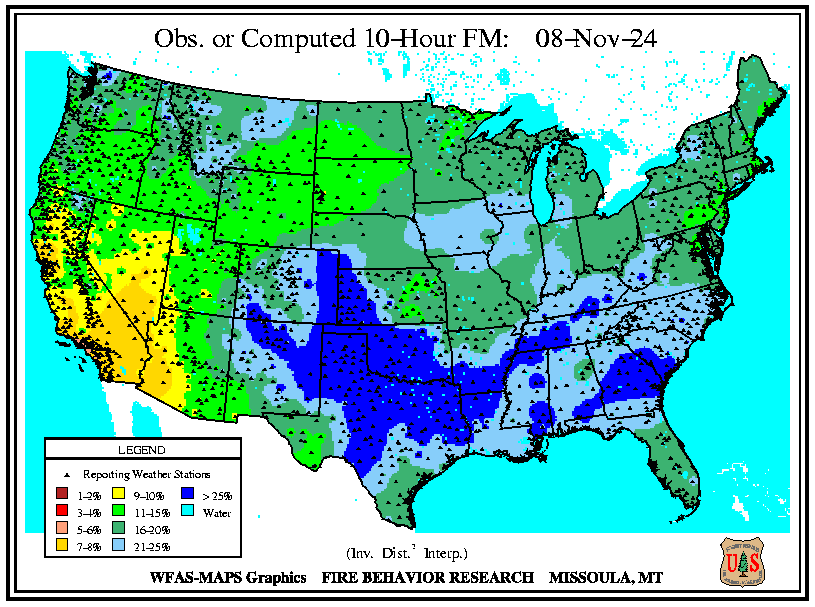 Obs. or Computed 10-Hour FM: 08-Nov-24
LEGEND
Reporting Weather Stations
1-2% 9-10% > 25%
3-4% 11-15% Water
5-6% 16-20%
7-8% 21-25%
(Inv. Dist.² Interp.)
WFAS-MAPS Graphics FIRE BEHAVIOR RESEARCH MISSOULA, MT
U S